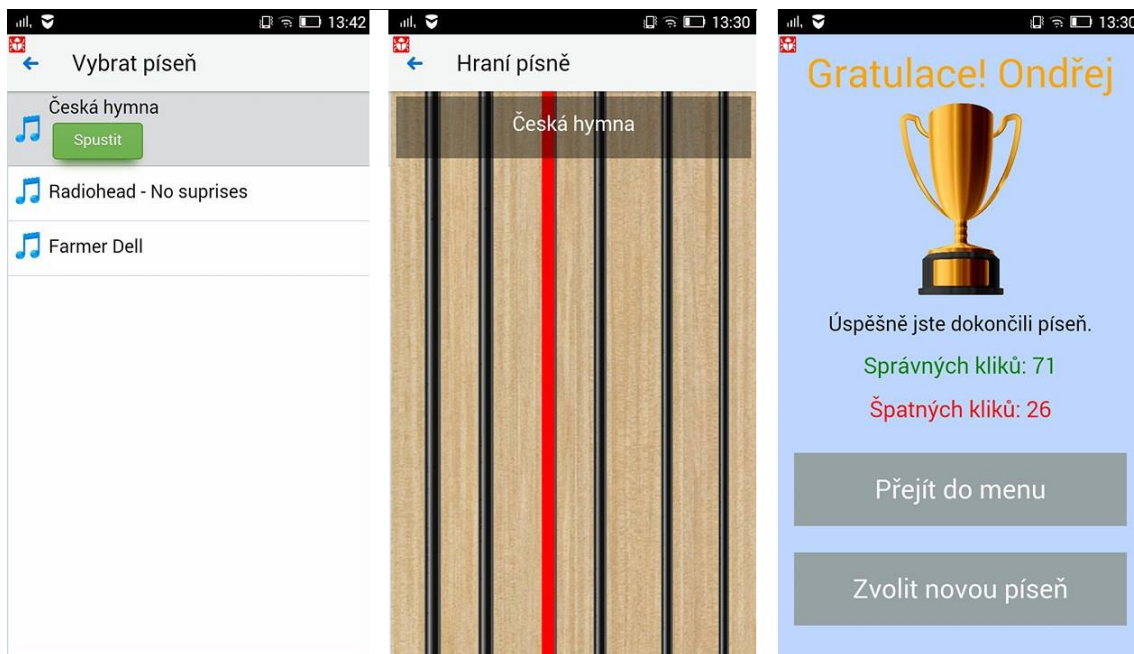 13:42
Vybrat píseň
Česká hymna
Spustit
Radiohead - No suprises
Farmer Dell
13:30
Hraní písně
Česká hymna
13:30
Gratulace! Ondřej
Úspěšně jste dokončili píseň.
Správných kliků: 71
Špatných kliků: 26
Přejít do menu
Zvolit novou píseň